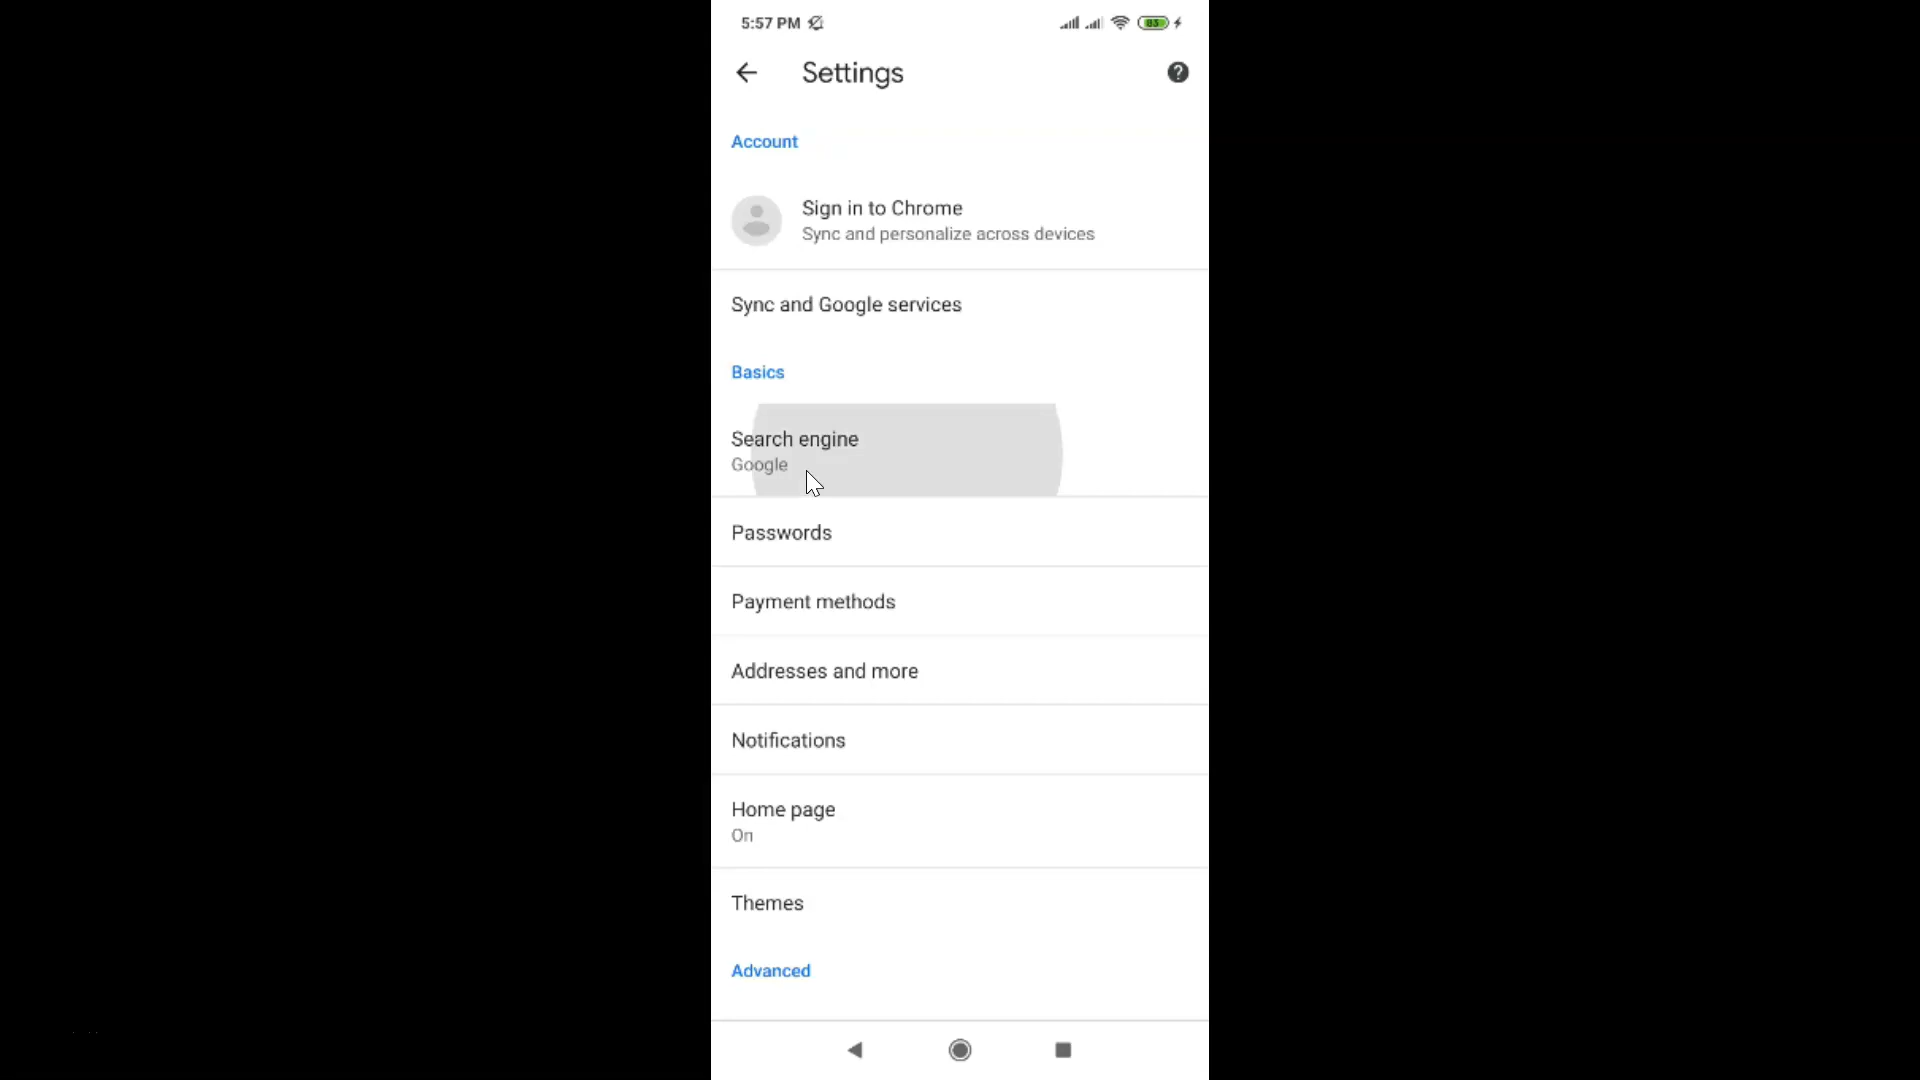 5:57 PM 83
Settings
Account
Sign in to Chrome
Sync and personalize across devices
Sync and Google services
Basics
Search engine
Google
Passwords
Payment methods
Addresses and more
Notifications
Home page
On
Themes
Advanced